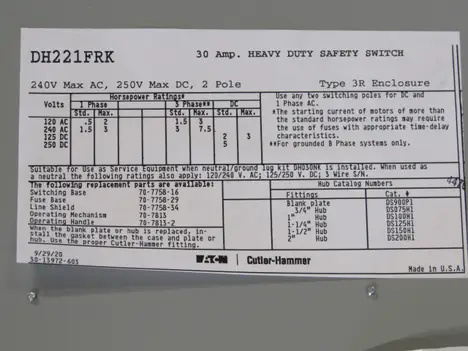 DH221FRK 30 Amp. HEAVY DUTY SAFETY SWITCH
240V Max AC, 250V Max DC, 2 Pole Type 3R Enclosure
Volts Horsepower Ratings*
1 Phase 3 Phase** DC
Std. Max. Std. Max. Std. Max.
120 AC .5 2 1.5 3
240 AC 1.5 3 3 7.5
125 DC 2 3
250 DC 5
Use any two switching poles for DC and
1 Phase AC.
*The starting current of motors of more than
the standard horsepower ratings may require
the use of fuses with appropriate time-delay
characteristics.
**For grounded B Phase systems only.
Suitable for Use as Service Equipment when neutral/ground lug kit DH030NK is installed. When used as
a neutral the following ratings also apply: 120/240 V. AC; 125/250 V. DC; 3 Wire S/N.
The following replacement parts are available:
Switching Base 70-7758-16
Fuse Base 70-7758-29
Line Shield 70-7758-34
Operating Mechanism 70-7813
Operating Handle 70-7813-2
When the blank plate or hub is replaced, in-
stall the gasket between the case and plate or
hub. Use the proper Cutler-Hammer fitting.
Hub Catalog Numbers
Fittings Cat. #
Blank plate DS900P1
3/4" Hub DS075H1
1" Hub DS100H1
1-1/4" Hub DS125H1
1-1/2" Hub DS150H1
2" Hub DS200H1
9/29/20
30-13972-603
EATON Cutler-Hammer
Made in U.S.A.